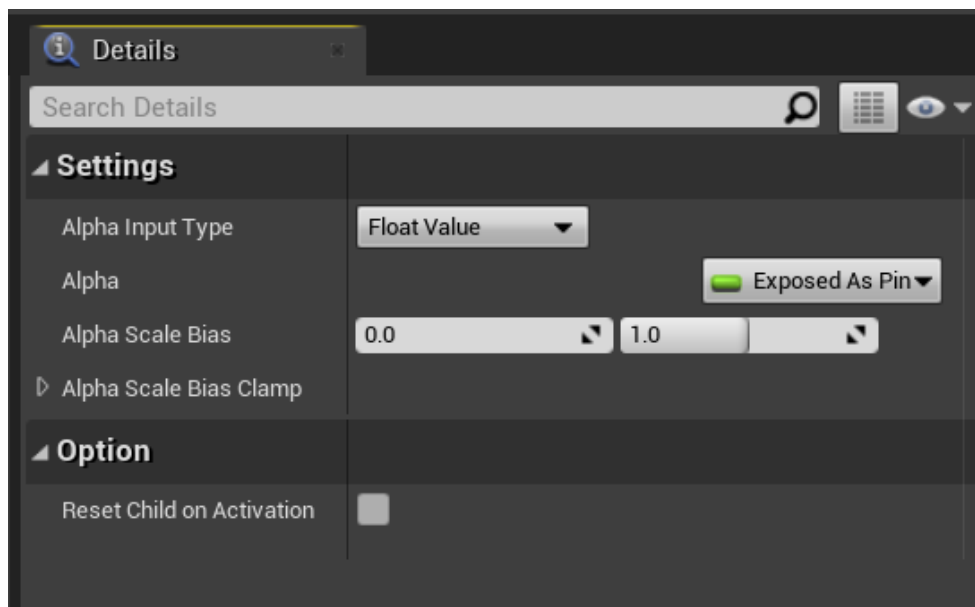 Details
Search Details
Settings
Alpha Input Type Float Value
Alpha Exposed As Pin
Alpha Scale Bias 0.0 1.0
Alpha Scale Bias Clamp
Option
Reset Child on Activation